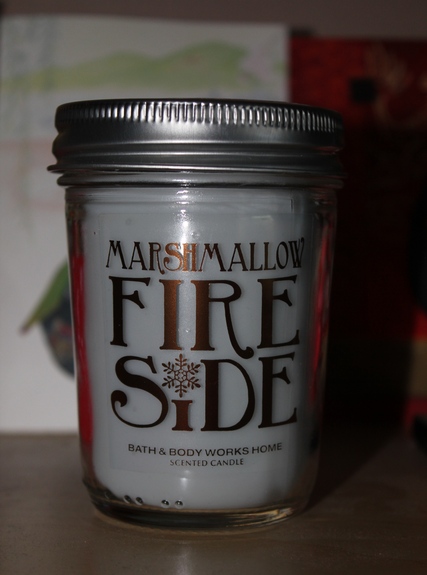 MARSHMALLOW
FIRE
SiDE
BATH & BODY WORKS HOME
SCENTED CANDLE